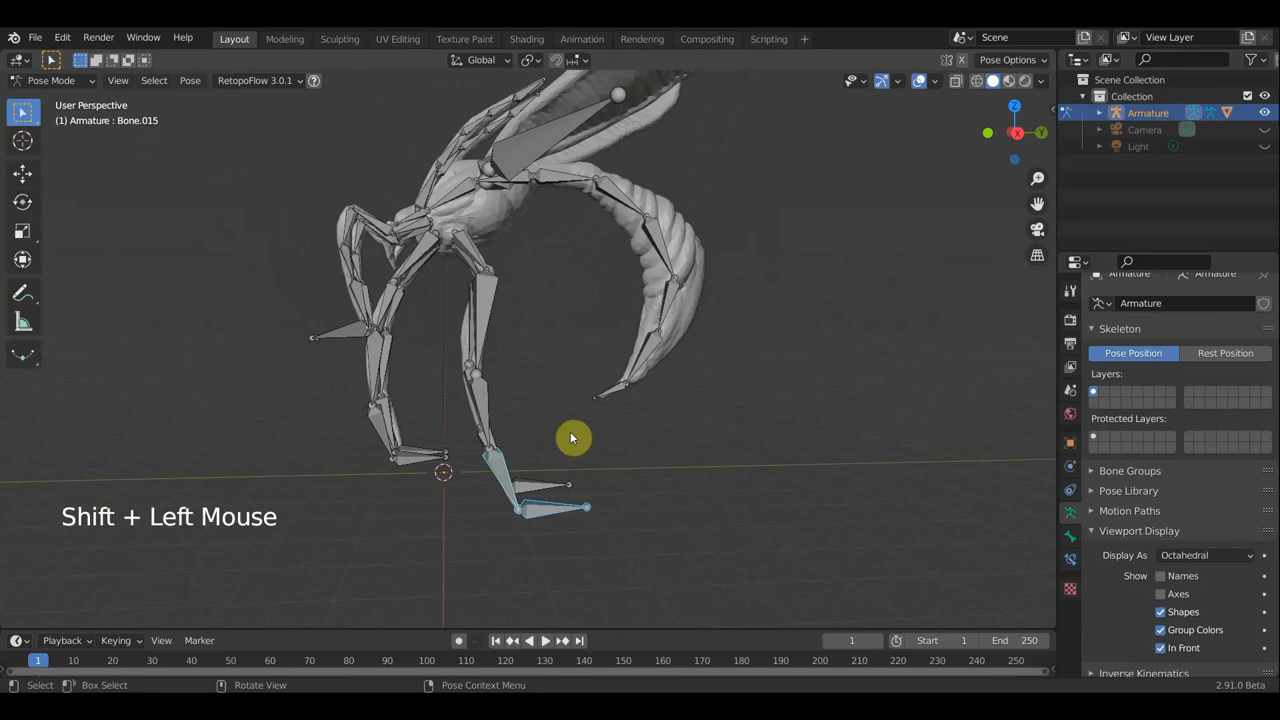 File Edit Render Window Help
Layout Modeling Sculpting UV Editing Texture Paint Shading Animation Rendering Compositing Scripting +
Scene
View Layer
Global
X
Pose Options
Pose Mode
View Select Pose
RetopoFlow 3.0.1
User Perspective
(1) Armature : Bone.015
Z
X
Y
Scene Collection
Collection
Armature
Camera
Light
Armature
Armature
Armature
Skeleton
Pose Position
Rest Position
Layers:
Protected Layers:
Bone Groups
Pose Library
Motion Paths
Viewport Display
Display As
Octahedral
Show
Names
Axes
Shapes
Group Colors
In Front
Inverse Kinematics
Shift + Left Mouse
Playback
Keying
View
Marker
1
Start 1
End 250
1 10 20 30 40 50 60 70 80 90 100 110 120 130 140 150 160 170 180 190 200 210 220 230 240 250
Select
Box Select
Rotate View
Pose Context Menu
2.91.0 Beta